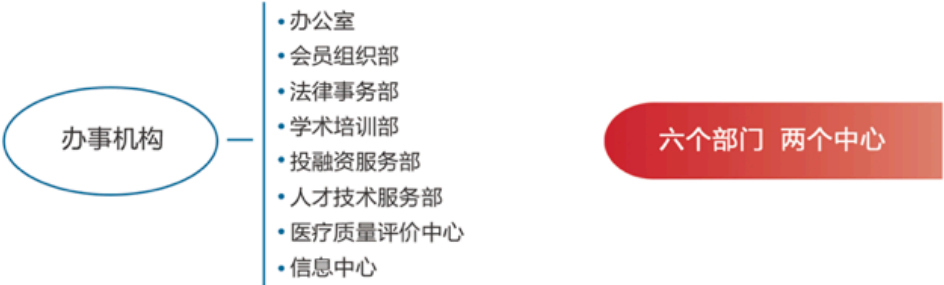 办事机构
•办公室
•会员组织部
•法律事务部
•学术培训部
•投融资服务部
•人才技术服务部
•医疗质量评价中心
•信息中心
六个部门 两个中心